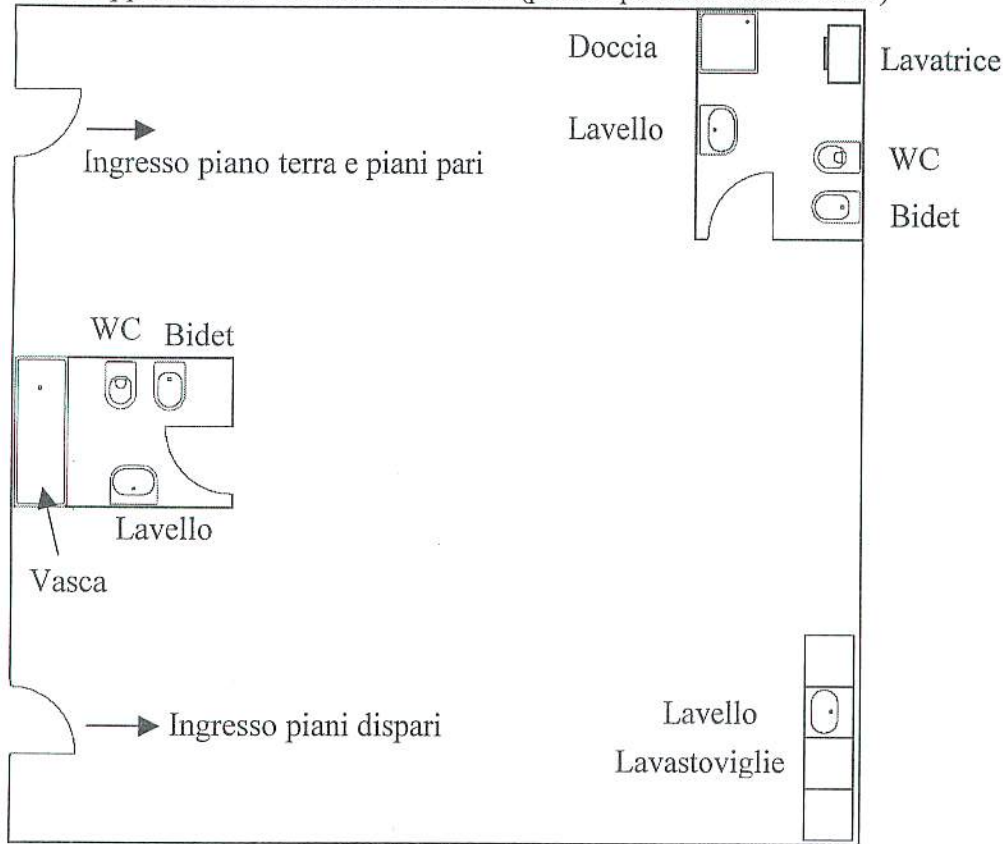 Doccia
Lavatrice
Lavello
Ingresso piano terra e piani pari
WC
Bidet
WC Bidet
Lavello
Vasca
Ingresso piani dispari
Lavello
Lavastoviglie